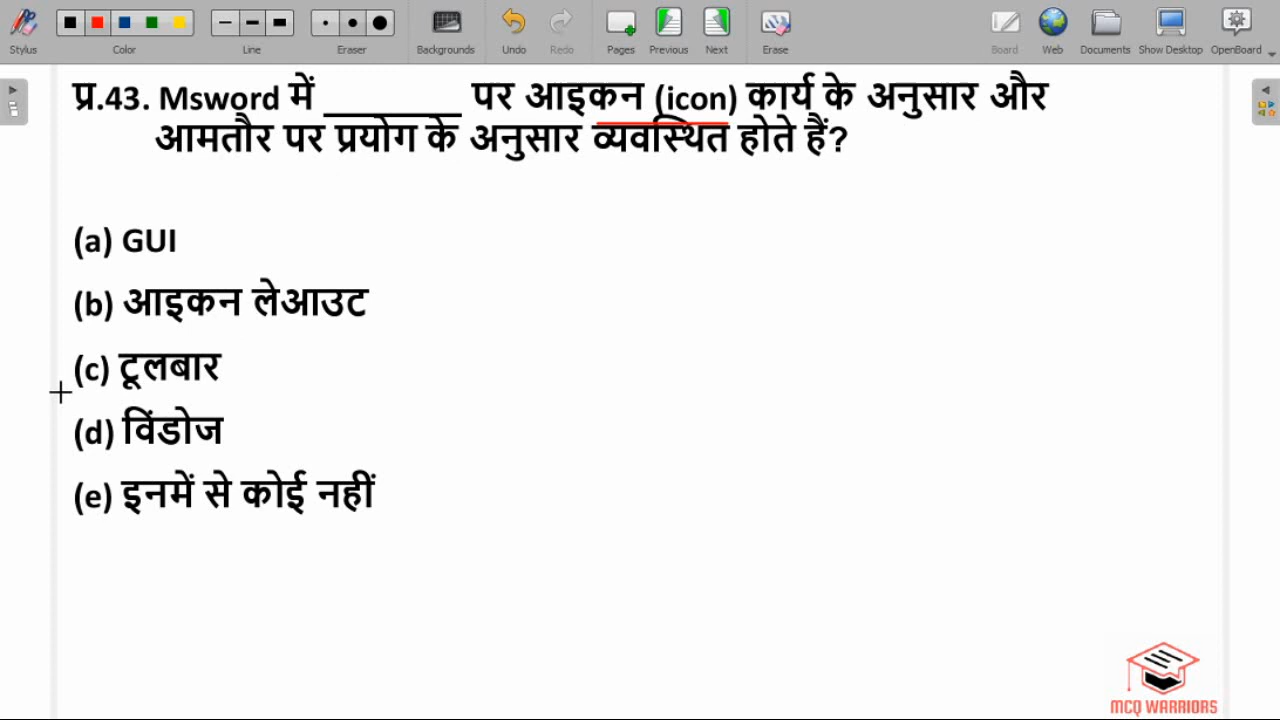 Stylus
Color
Line
Eraser
Backgrounds
Undo
Redo
Pages
Previous
Next
Erase
Board
Web
Documents
Show Desktop
OpenBoard
प्र.43. Msword में ________ पर आइकन (icon) कार्य के अनुसार और
आमतौर पर प्रयोग के अनुसार व्यवस्थित होते हैं?
(a) GUI
(b) आइकन लेआउट
(c) टूलबार
(d) विंडोज
(e) इनमें से कोई नहीं
MCQ WARRIORS